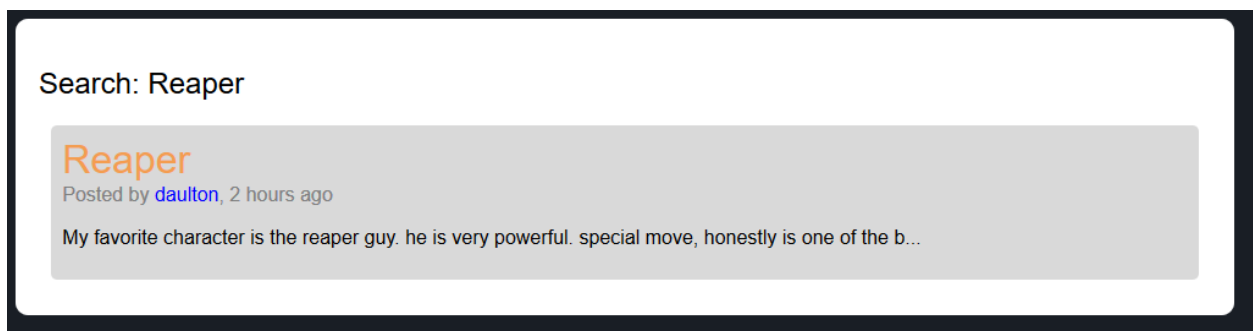 Search: Reaper
Reaper
Posted by daulton, 2 hours ago
My favorite character is the reaper guy. he is very powerful. special move, honestly is one of the b...